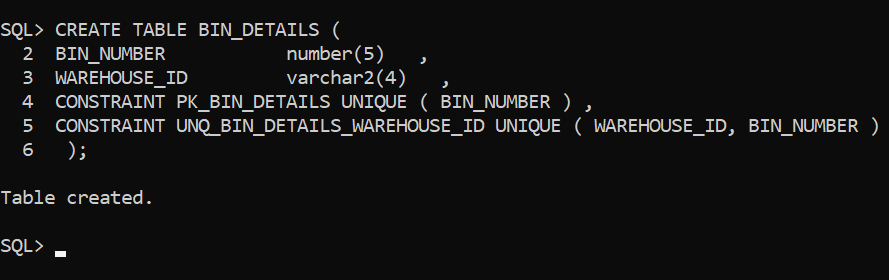 SQL> CREATE TABLE BIN_DETAILS (
  2  BIN_NUMBER           number(5)   ,
  3  WAREHOUSE_ID         varchar2(4)   ,
  4  CONSTRAINT PK_BIN_DETAILS UNIQUE ( BIN_NUMBER ) ,
  5  CONSTRAINT UNQ_BIN_DETAILS_WAREHOUSE_ID UNIQUE ( WAREHOUSE_ID, BIN_NUMBER )
  6   );
Table created.
SQL>